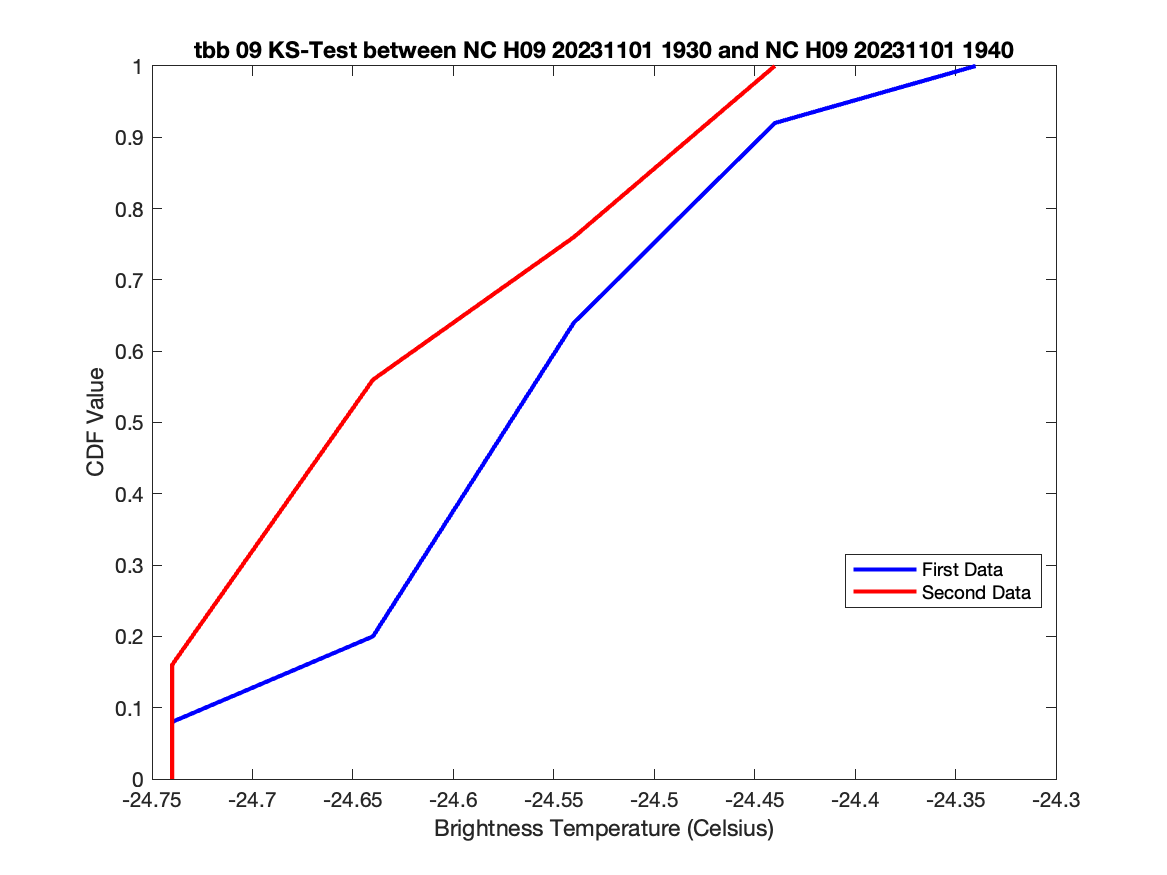 tbb 09 KS-Test between NC H09 20231101 1930 and NC H09 20231101 1940
1
0.9
0.8
0.7
0.6
0.5
0.4
0.3
0.2
0.1
0
CDF Value
First Data
Second Data
-24.75 -24.7 -24.65 -24.6 -24.55 -24.5 -24.45 -24.4 -24.35 -24.3
Brightness Temperature (Celsius)